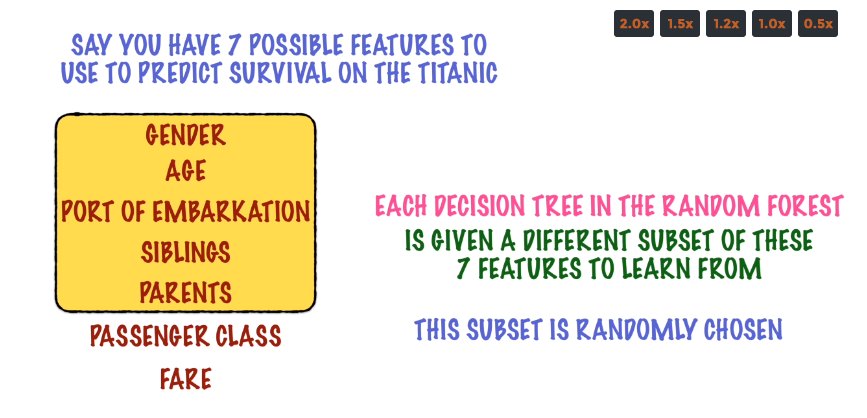 2.0x 1.5x 1.2x 1.0x 0.5x
SAY YOU HAVE 7 POSSIBLE FEATURES TO
USE TO PREDICT SURVIVAL ON THE TITANIC
GENDER
AGE
PORT OF EMBARKATION
SIBLINGS
PARENTS
PASSENGER CLASS
FARE
EACH DECISION TREE IN THE RANDOM FOREST
IS GIVEN A DIFFERENT SUBSET OF THESE
7 FEATURES TO LEARN FROM
THIS SUBSET IS RANDOMLY CHOSEN